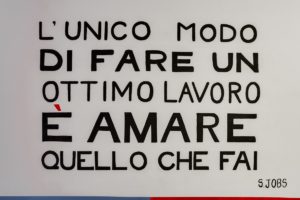 L'UNICO MODO
DI FARE UN
OTTIMO LAVORO
È AMARE
QUELLO CHE FAI
S. JOBS